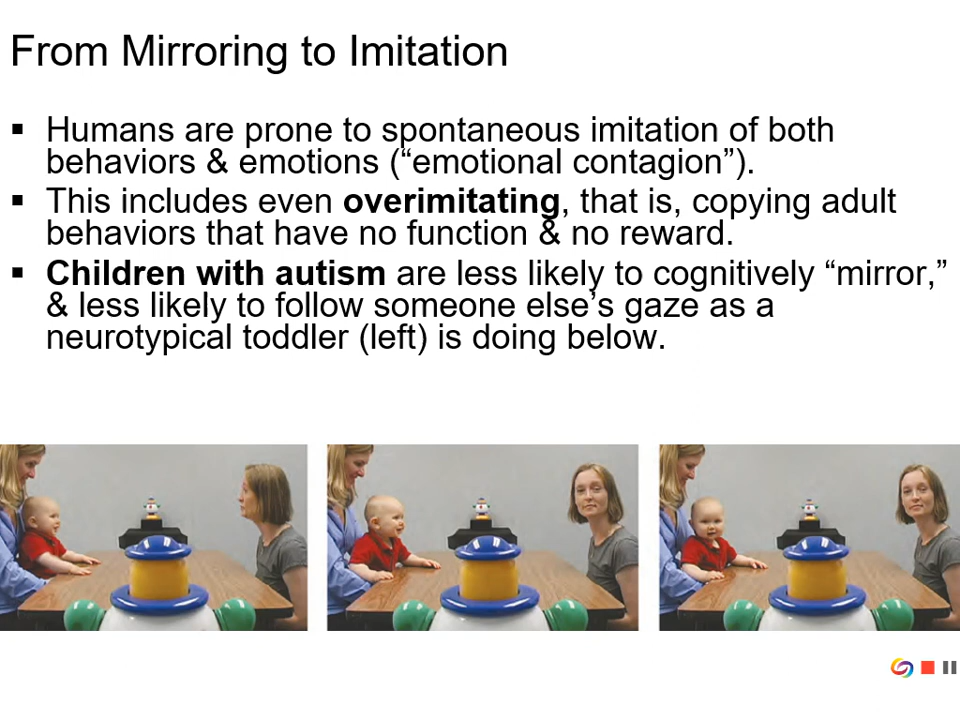 From Mirroring to Imitation
▪ Humans are prone to spontaneous imitation of both
behaviors & emotions (“emotional contagion”).
▪ This includes even overimitating, that is, copying adult
behaviors that have no function & no reward.
▪ Children with autism are less likely to cognitively “mirror,”
& less likely to follow someone else’s gaze as a
neurotypical toddler (left) is doing below.